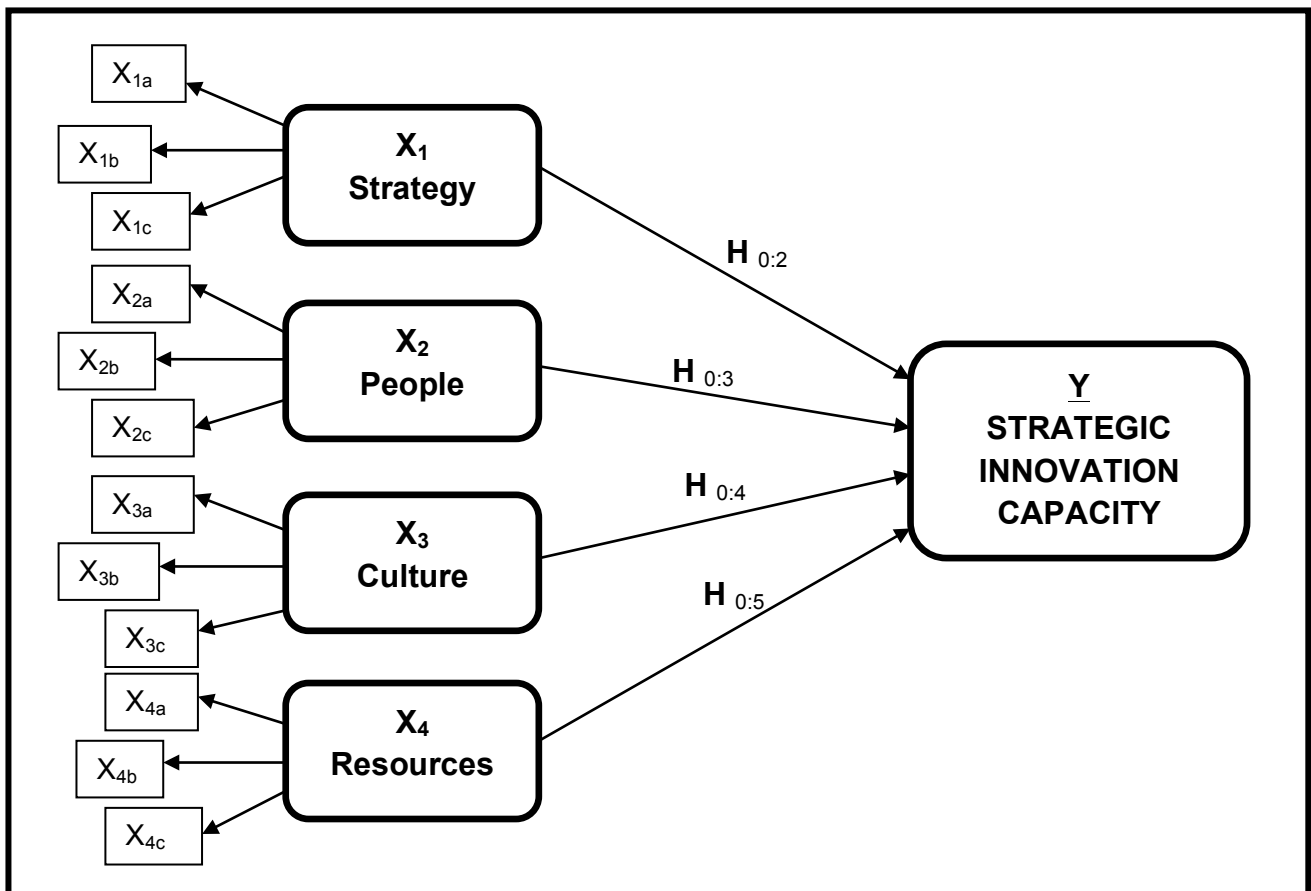 X1a
X1b
X1c
X1
Strategy
H 0:2
X2a
X2b
X2c
X2
People
H 0:3
X3a
X3b
X3c
X3
Culture
H 0:4
X4a
X4b
X4c
X4
Resources
H 0:5
Y
STRATEGIC
INNOVATION
CAPACITY